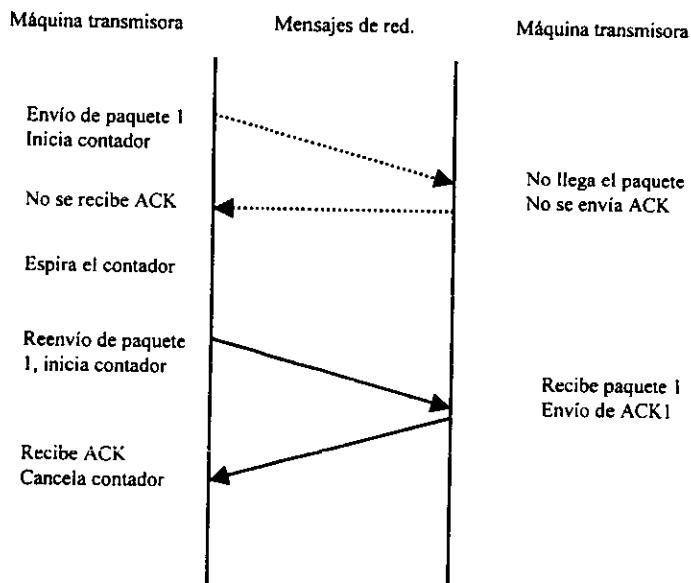 Máquina transmisora
Mensajes de red.
Máquina transmisora
Envío de paquete 1
Inicia contador
No llega el paquete
No se envía ACK
No se recibe ACK
Espira el contador
Reenvío de paquete
1, inicia contador
Recibe paquete 1
Envío de ACK1
Recibe ACK
Cancela contador